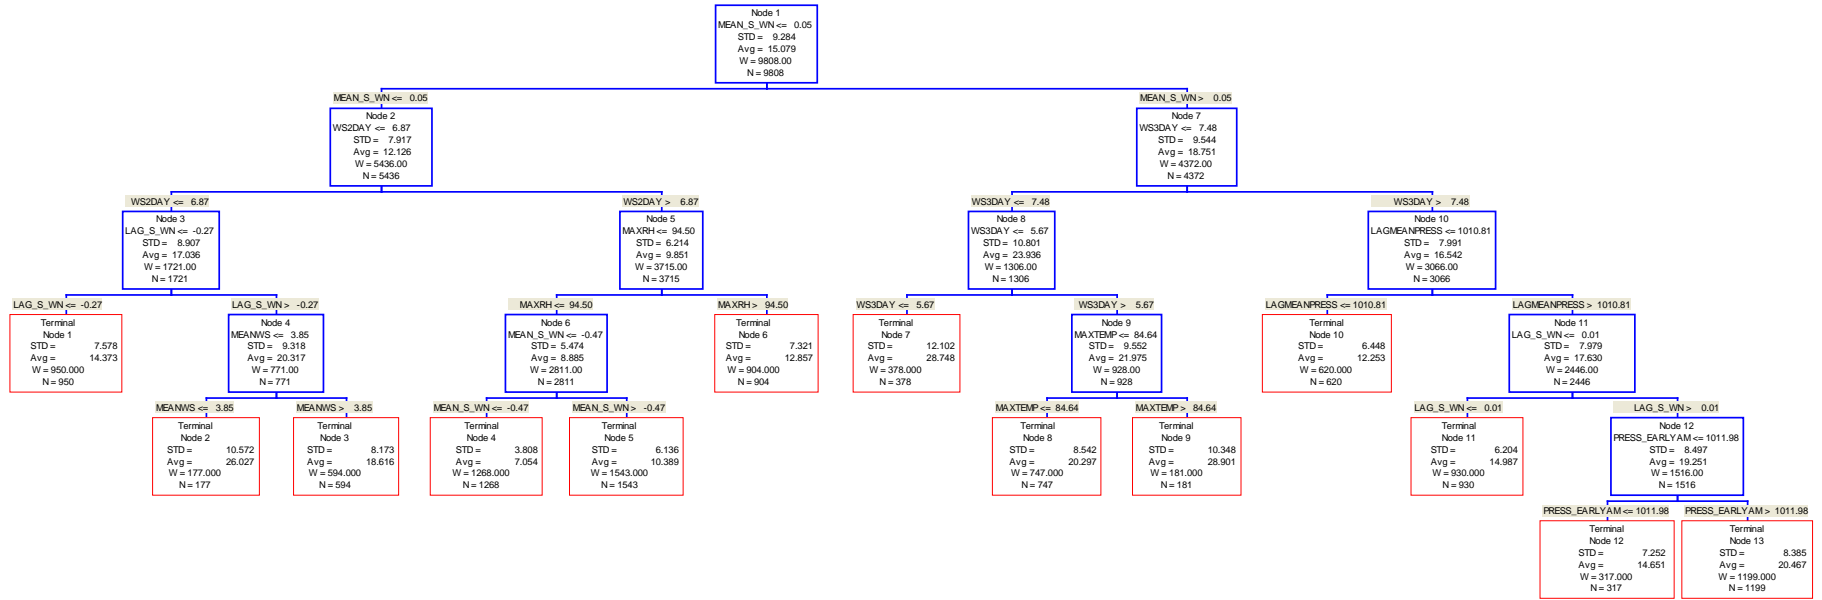 Node 1
MEAN_S_WN <= 0.05
STD = 9.284
Avg = 15.079
W = 9808.00
N = 9808
MEAN_S_WN <= 0.05
MEAN_S_WN > 0.05
Node 2
WS2DAY <= 6.87
STD = 7.917
Avg = 12.126
W = 5436.00
N = 5436
Node 7
WS3DAY <= 7.48
STD = 9.544
Avg = 18.751
W = 4372.00
N = 4372
WS2DAY <= 6.87
WS2DAY > 6.87
WS3DAY <= 7.48
WS3DAY > 7.48
Node 3
LAG_S_WN <= -0.27
STD = 8.907
Avg = 17.036
W = 1721.00
N = 1721
Node 5
MAXRH <= 94.50
STD = 6.214
Avg = 9.851
W = 3715.00
N = 3715
Node 8
WS3DAY <= 5.67
STD = 10.801
Avg = 23.936
W = 1306.00
N = 1306
Node 10
LAGMEANPRESS <= 1010.81
STD = 7.991
Avg = 16.542
W = 3066.00
N = 3066
LAG_S_WN <= -0.27
LAG_S_WN > -0.27
MAXRH <= 94.50
MAXRH > 94.50
WS3DAY <= 5.67
WS3DAY > 5.67
LAGMEANPRESS <= 1010.81
LAGMEANPRESS > 1010.81
Terminal
Node 1
STD = 7.578
Avg = 14.373
W = 950.000
N = 950
Node 4
MEANWS <= 3.85
STD = 9.318
Avg = 20.317
W = 771.00
N = 771
Node 6
MEAN_S_WN <= -0.47
STD = 5.474
Avg = 8.885
W = 2811.00
N = 2811
Terminal
Node 6
STD = 7.321
Avg = 12.857
W = 904.000
N = 904
Terminal
Node 7
STD = 12.102
Avg = 28.748
W = 378.000
N = 378
Node 9
MAXTEMP <= 84.64
STD = 9.552
Avg = 21.975
W = 928.00
N = 928
Terminal
Node 10
STD = 6.448
Avg = 12.253
W = 620.000
N = 620
Node 11
LAG_S_WN <= 0.01
STD = 7.979
Avg = 17.630
W = 2446.00
N = 2446
MEANWS <= 3.85
MEANWS > 3.85
MEAN_S_WN <= -0.47
MEAN_S_WN > -0.47
MAXTEMP <= 84.64
MAXTEMP > 84.64
LAG_S_WN <= 0.01
LAG_S_WN > 0.01
Terminal
Node 2
STD = 10.572
Avg = 26.027
W = 177.000
N = 177
Terminal
Node 3
STD = 8.173
Avg = 18.616
W = 594.000
N = 594
Terminal
Node 4
STD = 3.808
Avg = 7.054
W = 1268.000
N = 1268
Terminal
Node 5
STD = 6.136
Avg = 10.389
W = 1543.000
N = 1543
Terminal
Node 8
STD = 8.542
Avg = 20.297
W = 747.000
N = 747
Terminal
Node 9
STD = 10.348
Avg = 28.901
W = 181.000
N = 181
Terminal
Node 11
STD = 6.204
Avg = 14.987
W = 930.000
N = 930
Node 12
PRESS_EARLYAM <= 1011.98
STD = 8.497
Avg = 19.251
W = 1516.00
N = 1516
PRESS_EARLYAM <= 1011.98
PRESS_EARLYAM > 1011.98
Terminal
Node 12
STD = 7.252
Avg = 14.651
W = 317.000
N = 317
Terminal
Node 13
STD = 8.385
Avg = 20.467
W = 1199.000
N = 1199